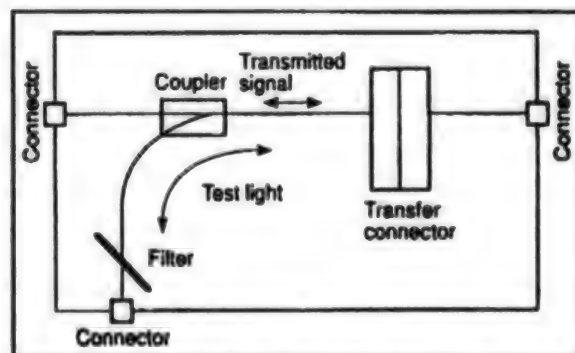 Transmitted
signal
Coupler
Connector
Connector
Test light
Transfer
connector
Filter
Connector